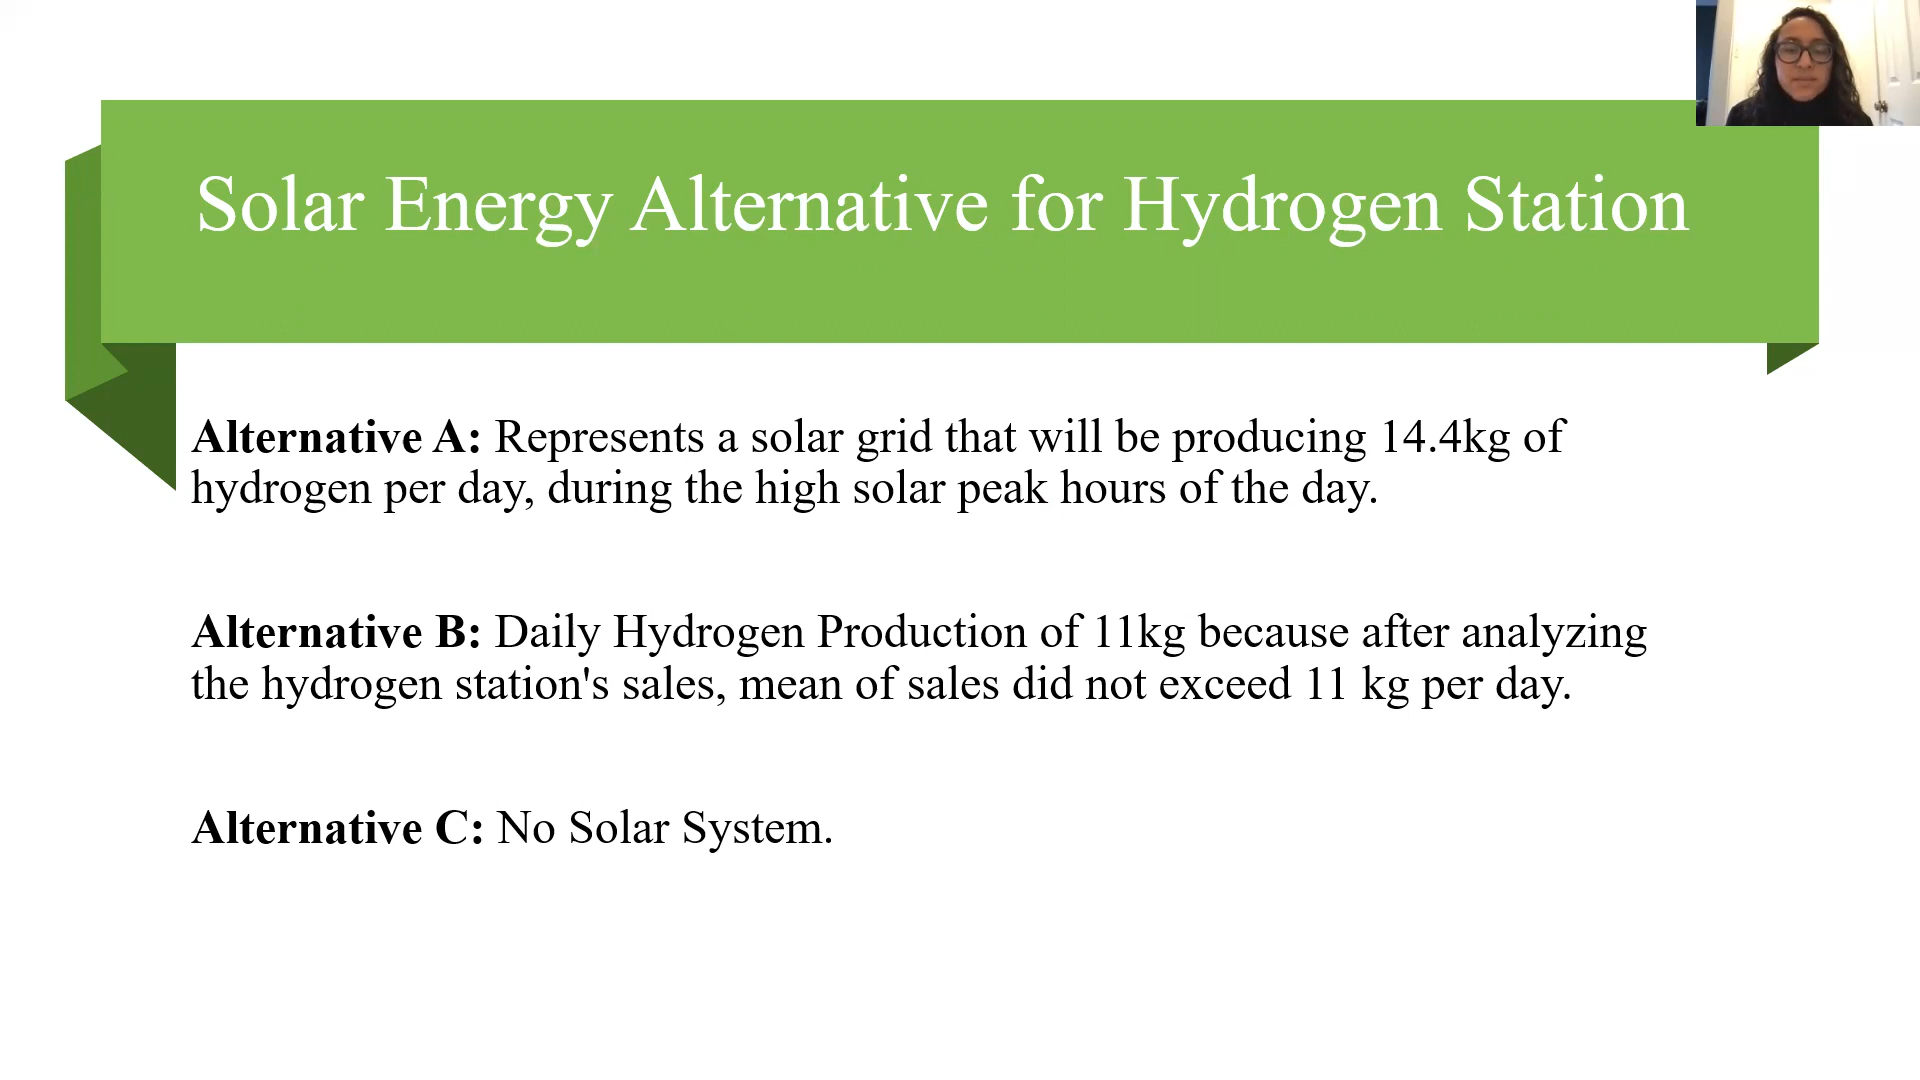 Solar Energy Alternative for Hydrogen Station
Alternative A: Represents a solar grid that will be producing 14.4kg of
hydrogen per day, during the high solar peak hours of the day.
Alternative B: Daily Hydrogen Production of 11kg because after analyzing
the hydrogen station's sales, mean of sales did not exceed 11 kg per day.
Alternative C: No Solar System.